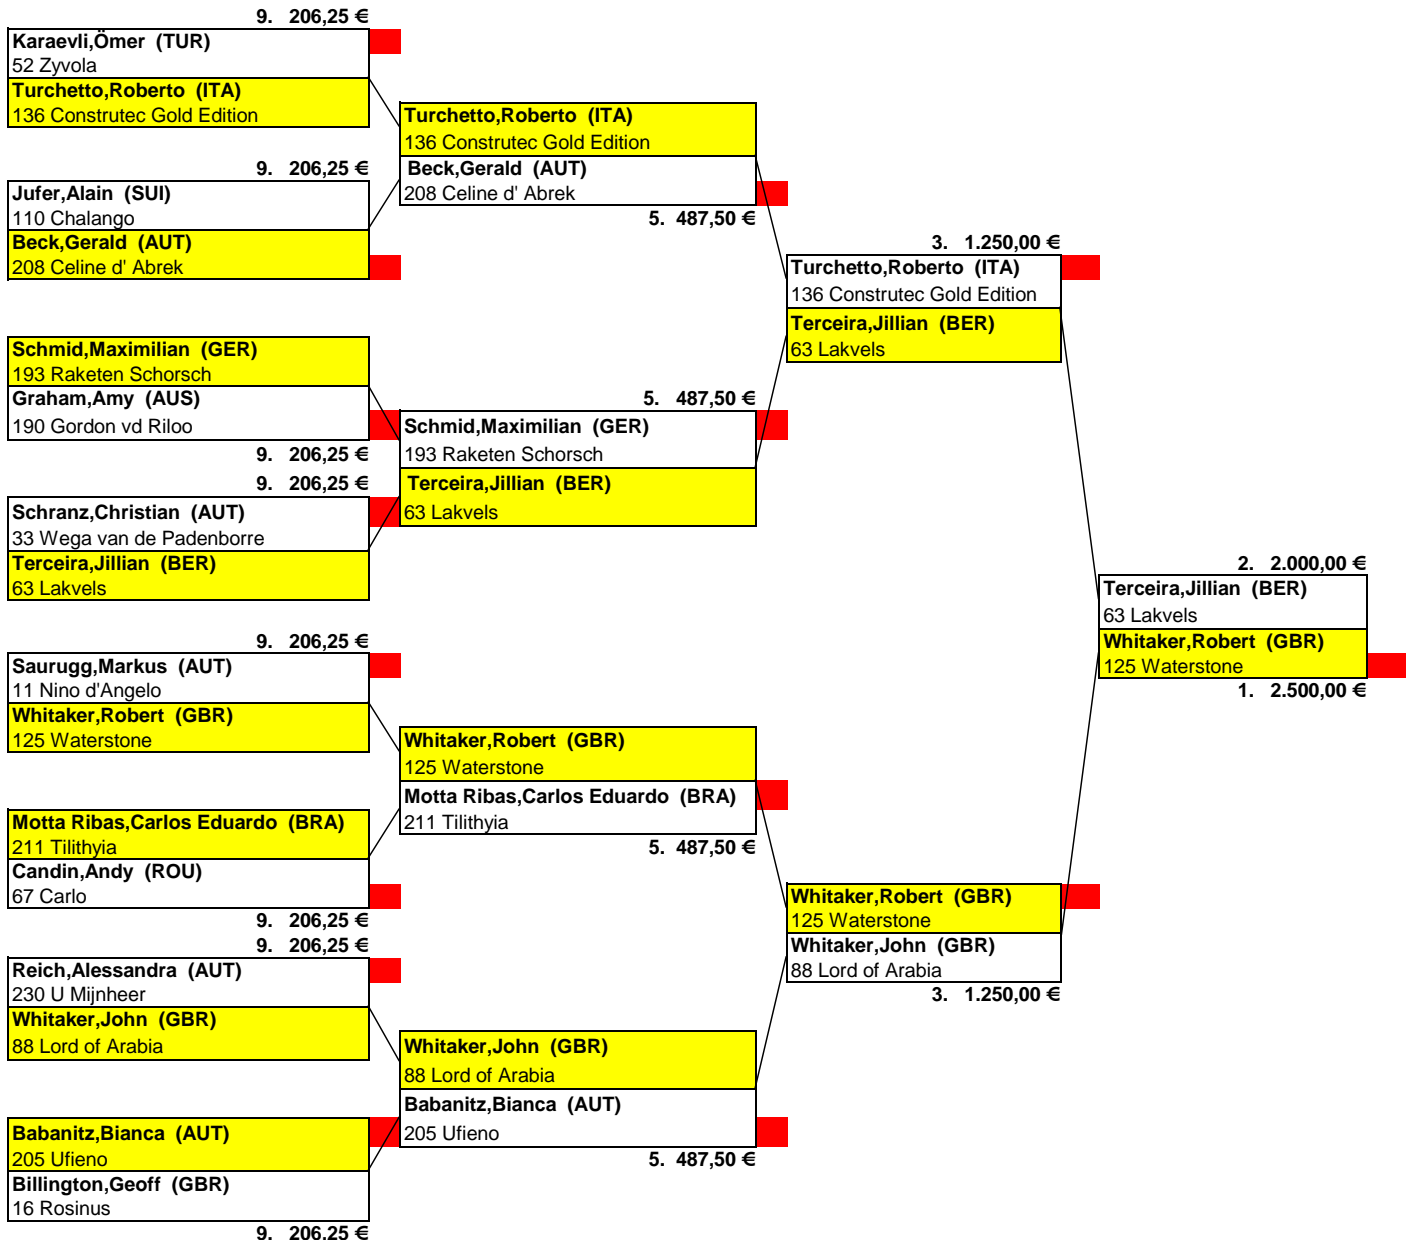 9. 206,25 €
Karaevli,Ömer (TUR)
52 Zyvola
Turchetto,Roberto (ITA)
136 Construtec Gold Edition
9. 206,25 €
Jufer,Alain (SUI)
110 Chalango
Beck,Gerald (AUT)
208 Celine d' Abrek
Schmid,Maximilian (GER)
193 Raketen Schorsch
Graham,Amy (AUS)
190 Gordon vd Riloo
9. 206,25 €
9. 206,25 €
Schranz,Christian (AUT)
33 Wega van de Padenborre
Terceira,Jillian (BER)
63 Lakvels
9. 206,25 €
Saurugg,Markus (AUT)
11 Nino d'Angelo
Whitaker,Robert (GBR)
125 Waterstone
Motta Ribas,Carlos Eduardo (BRA)
211 Tilithyia
Candin,Andy (ROU)
67 Carlo
9. 206,25 €
9. 206,25 €
Reich,Alessandra (AUT)
230 U Mijnheer
Whitaker,John (GBR)
88 Lord of Arabia
Babanitz,Bianca (AUT)
205 Ufieno
Billington,Geoff (GBR)
16 Rosinus
9. 206,25 €
Turchetto,Roberto (ITA)
136 Construtec Gold Edition
Beck,Gerald (AUT)
208 Celine d' Abrek
5. 487,50 €
5. 487,50 €
Schmid,Maximilian (GER)
193 Raketen Schorsch
Terceira,Jillian (BER)
63 Lakvels
Whitaker,Robert (GBR)
125 Waterstone
Motta Ribas,Carlos Eduardo (BRA)
211 Tilithyia
5. 487,50 €
Whitaker,John (GBR)
88 Lord of Arabia
Babanitz,Bianca (AUT)
205 Ufieno
5. 487,50 €
3. 1.250,00 €
Turchetto,Roberto (ITA)
136 Construtec Gold Edition
Terceira,Jillian (BER)
63 Lakvels
Whitaker,Robert (GBR)
125 Waterstone
Whitaker,John (GBR)
88 Lord of Arabia
3. 1.250,00 €
2. 2.000,00 €
Terceira,Jillian (BER)
63 Lakvels
Whitaker,Robert (GBR)
125 Waterstone
1. 2.500,00 €